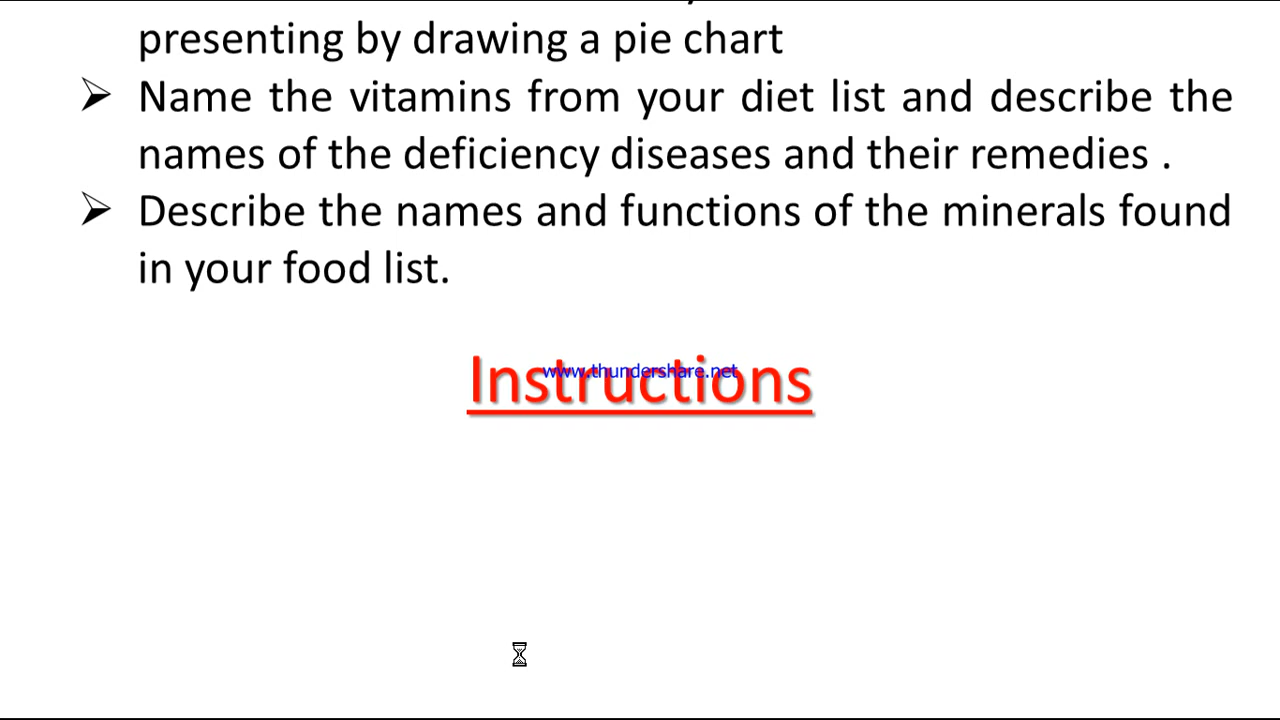 presenting by drawing a pie chart
➢ Name the vitamins from your diet list and describe the
names of the deficiency diseases and their remedies .
➢ Describe the names and functions of the minerals found
in your food list.
Instructions
www.thundershare.net